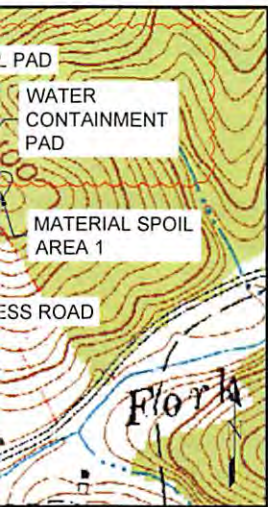 L PAD
WATER
CONTAINMENT
PAD
MATERIAL SPOIL
AREA 1
ESS ROAD
Fork